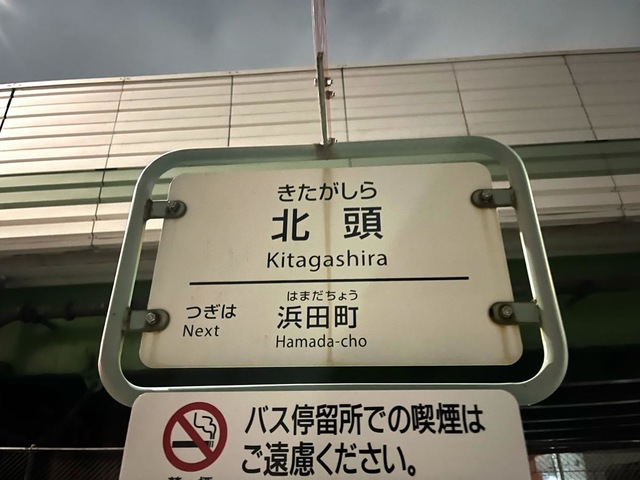 きたがしら
北頭
Kitagashira
はまだちょう
つぎは 浜田町
Next Hamada-cho
バス停留所での喫煙は
ご遠慮ください。